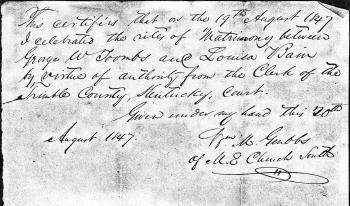 This certifies that on the 19th August 1847
I celebrated the rites of Matrimony between
George W Toombs and Louisa Bain
by virtue of authority from the Clerk of the
Trimble County, Kentucky, Court.
Given under my hand this 20th
August 1847.
Wm M. Grubbs
of M. E. Church South